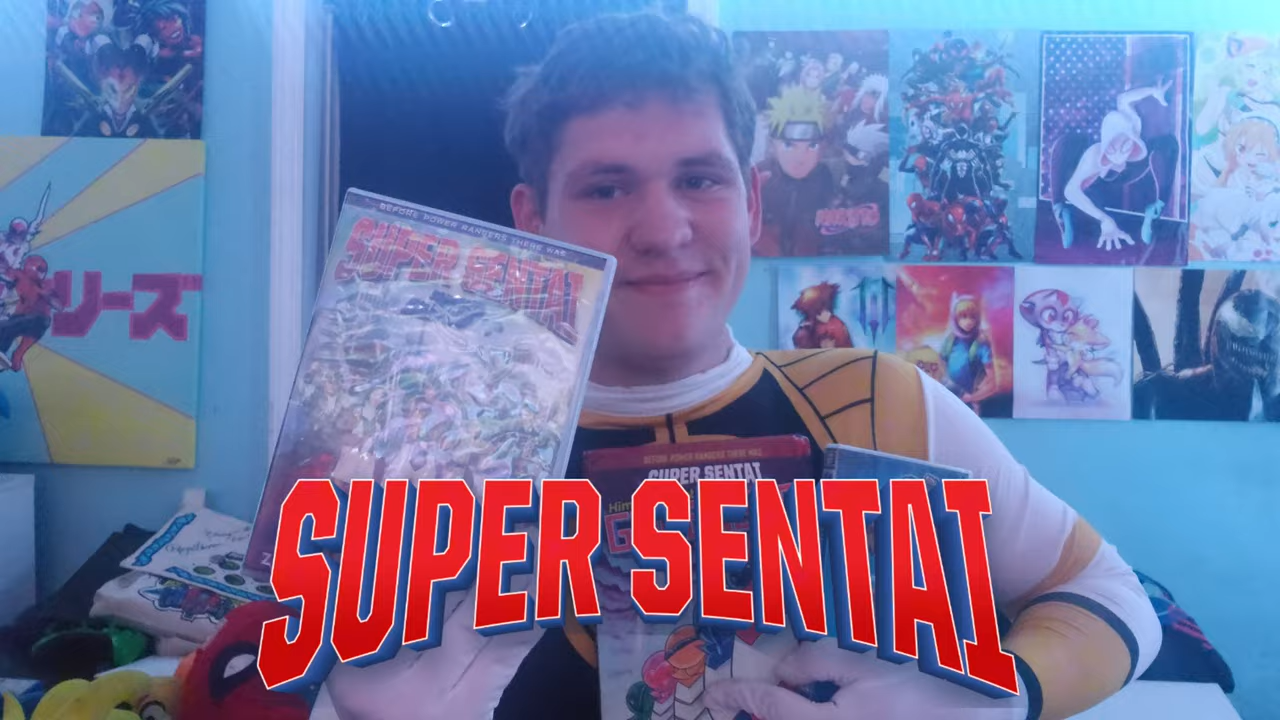 BEFORE POWER RANGERS THERE WAS
SUPER SENTAI
NARUTO
リーズ
BEFORE POWER RANGERS THERE WAS
SUPER SENTAI
SUPER SENTAI